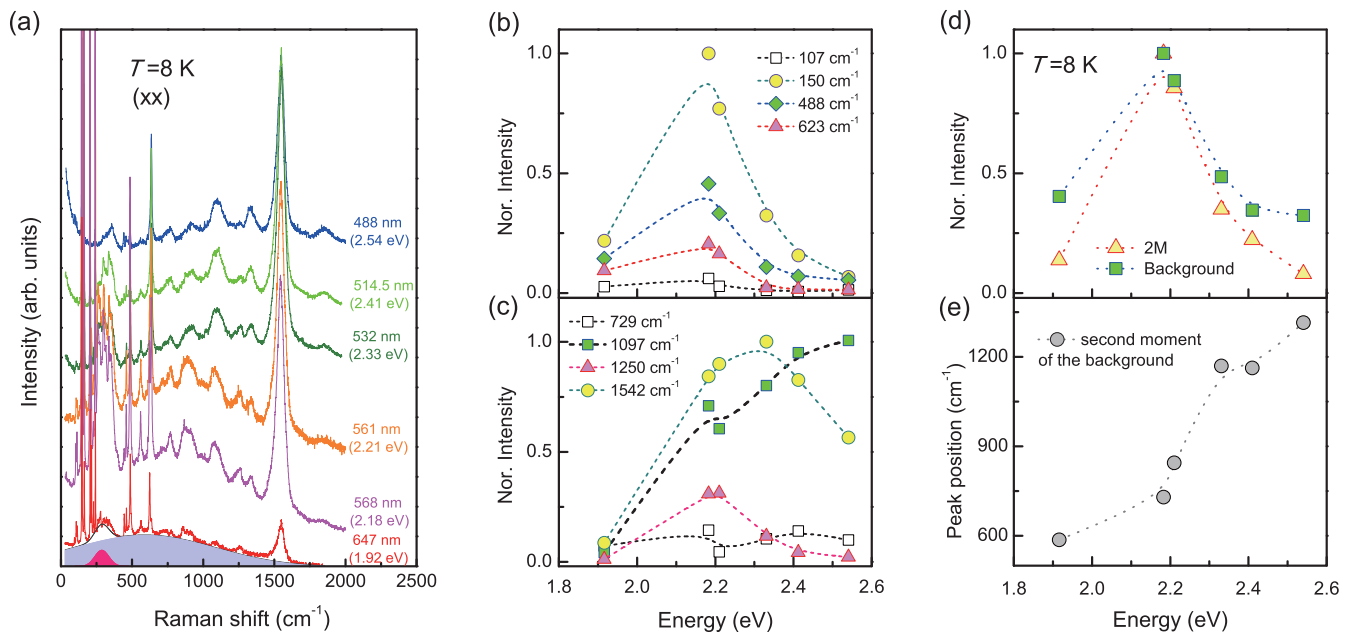 (a)
T=8 K
(xx)
488 nm
(2.54 eV)
514.5 nm
(2.41 eV)
532 nm
(2.33 eV)
561 nm
(2.21 eV)
568 nm
(2.18 eV)
647 nm
(1.92 eV)
Intensity (arb. units)
0 500 1000 1500 2000 2500
Raman shift (cm⁻¹)
(b)
1.0
0.5
0.0
Nor. Intensity
107 cm⁻¹
150 cm⁻¹
488 cm⁻¹
623 cm⁻¹
(c)
1.0
0.5
0.0
Nor. Intensity
729 cm⁻¹
1097 cm⁻¹
1250 cm⁻¹
1542 cm⁻¹
1.8 2.0 2.2 2.4 2.6
Energy (eV)
(d)
T=8 K
1.0
0.5
0.0
Nor. Intensity
2M
Background
(e)
second moment
of the background
1200
900
600
Peak position (cm⁻¹)
1.8 2.0 2.2 2.4 2.6
Energy (eV)